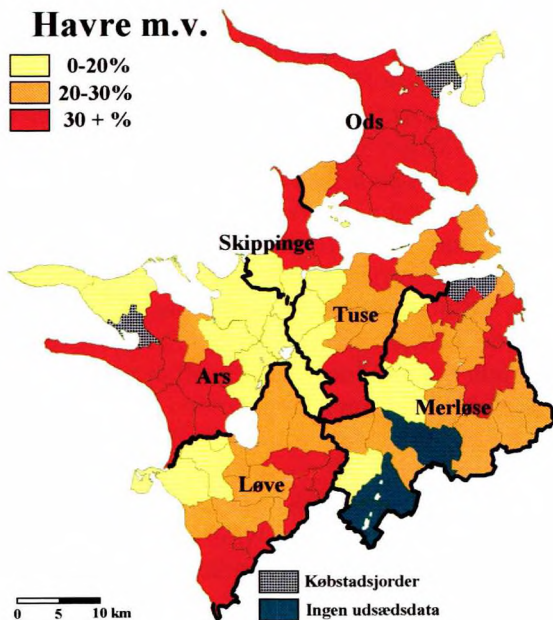 Havre m.v.
0-20%
20-30%
30 + %
Ods
Skippinge
Tuse
Ars
Merløse
Løve
Købstadsjorder
Ingen udsædsdata
0 5 10 km